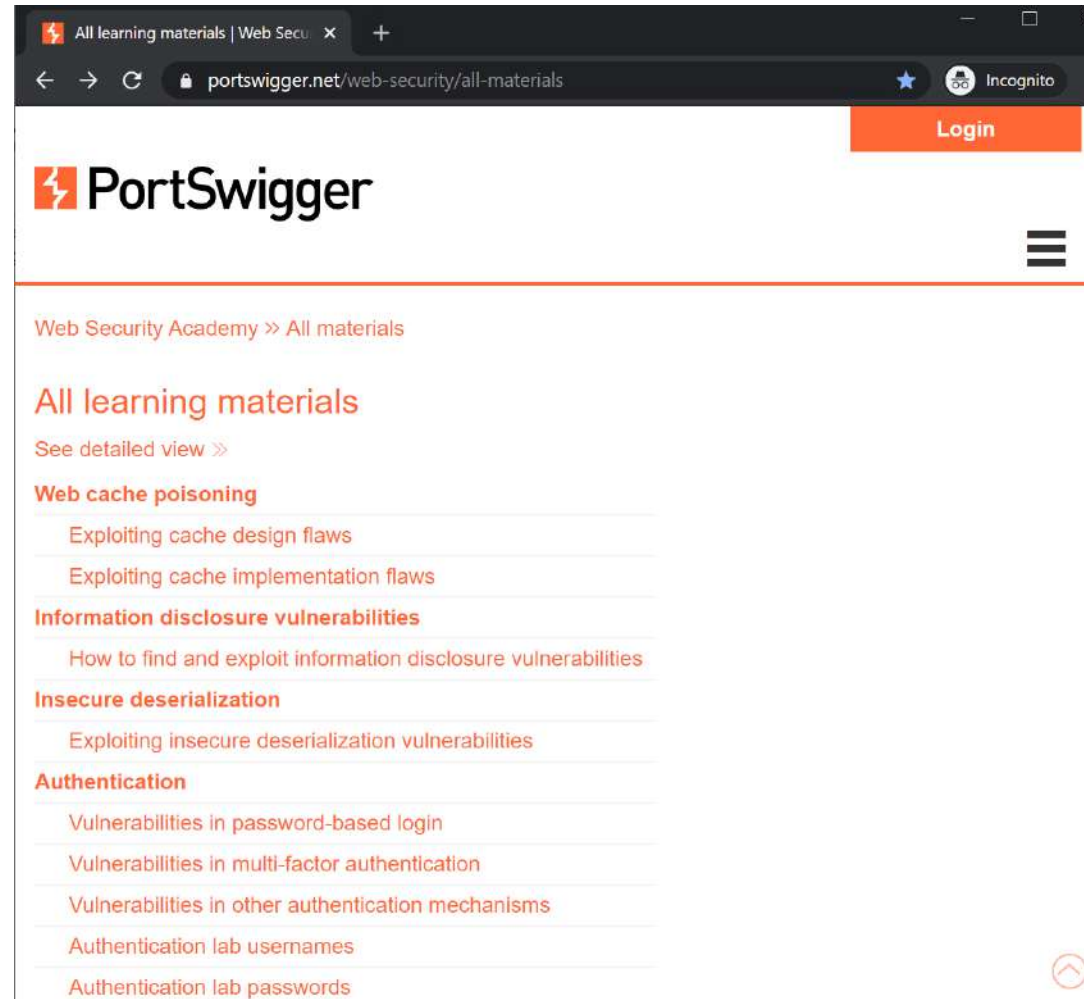 All learning materials | Web Secu
portswigger.net/web-security/all-materials
Incognito
Login
PortSwigger
Web Security Academy » All materials
All learning materials
See detailed view »
Web cache poisoning
Exploiting cache design flaws
Exploiting cache implementation flaws
Information disclosure vulnerabilities
How to find and exploit information disclosure vulnerabilities
Insecure deserialization
Exploiting insecure deserialization vulnerabilities
Authentication
Vulnerabilities in password-based login
Vulnerabilities in multi-factor authentication
Vulnerabilities in other authentication mechanisms
Authentication lab usernames
Authentication lab passwords